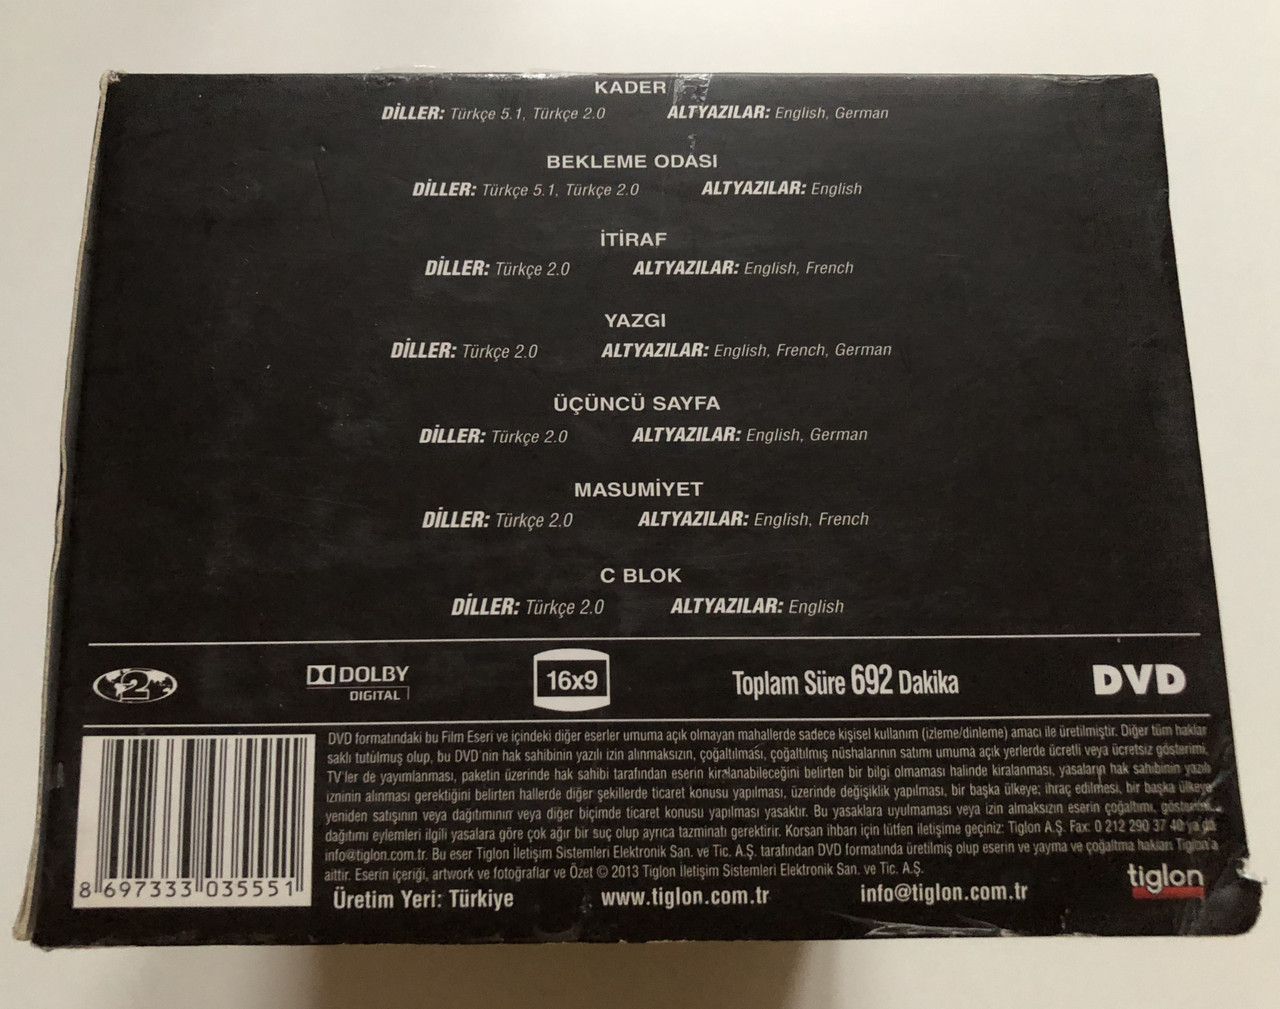 KADER
DİLLER: Türkçe 5.1, Türkçe 2.0 ALTYAZILAR: English, German
BEKLEME ODASI
DİLLER: Türkçe 5.1, Türkçe 2.0 ALTYAZILAR: English
İTİRAF
DİLLER: Türkçe 2.0 ALTYAZILAR: English, French
YAZGI
DİLLER: Türkçe 2.0 ALTYAZILAR: English, French, German
ÜÇÜNCÜ SAYFA
DİLLER: Türkçe 2.0 ALTYAZILAR: English, German
MASUMİYET
DİLLER: Türkçe 2.0 ALTYAZILAR: English, French
C BLOK
DİLLER: Türkçe 2.0 ALTYAZILAR: English
2 DOLBY DIGITAL 16x9 Toplam Süre 692 Dakika DVD
DVD formatındaki bu Film Eseri ve içindeki diğer eserler umuma açık olmayan mahallerde sadece kişisel kullanım (izleme/dinleme) amacı ile üretilmiştir. Diğer tüm haklar
saklı tutulmuş olup, bu DVD'nin hak sahibinin yazılı izin alınmaksızın, çoğaltılması, çoğaltılmış nüshalarının satımı umuma açık yerlerde ücretli veya ücretsiz gösterimi,
TV'ler de yayımlanması, paketin üzerinde hak sahibi tarafından eserin kiralanabileceğini belirten bir bilgi olmaması halinde kiralanması, yasaların hak sahibinin yazılı
izninin alınması gerektiğini belirten hallerde diğer şekillerde ticaret konusu yapılması, üzerinde değişiklik yapılması, bir başka ülkeye; ihraç edilmesi, bir başka ülkeye
yeniden satışının veya dağıtımının veya diğer biçimde ticaret konusu yapılması yasaktır. Bu yasaklara uyulmaması veya izin almaksızın eserin çoğaltımı, gösterimi,
dağıtımı eylemleri ilgili yasalara göre çok ağır bir suç olup ayrıca tazminatı gerektirir. Korsan ihbarı için lütfen iletişime geçiniz: Tiglon A.Ş. Fax: 0 212 290 37 40 ya da
info@tiglon.com.tr. Bu eser Tiglon İletişim Sistemleri Elektronik San. ve Tic. A.Ş. tarafından DVD formatında üretilmiş olup eserin ve yayma ve çoğaltma hakları Tiglon'a
aittir. Eserin içeriği, artwork ve fotoğraflar ve Özet © 2013 Tiglon İletişim Sistemleri Elektronik San. ve Tic. A.Ş.
8 697333 035551
Üretim Yeri: Türkiye www.tiglon.com.tr info@tiglon.com.tr tiglon